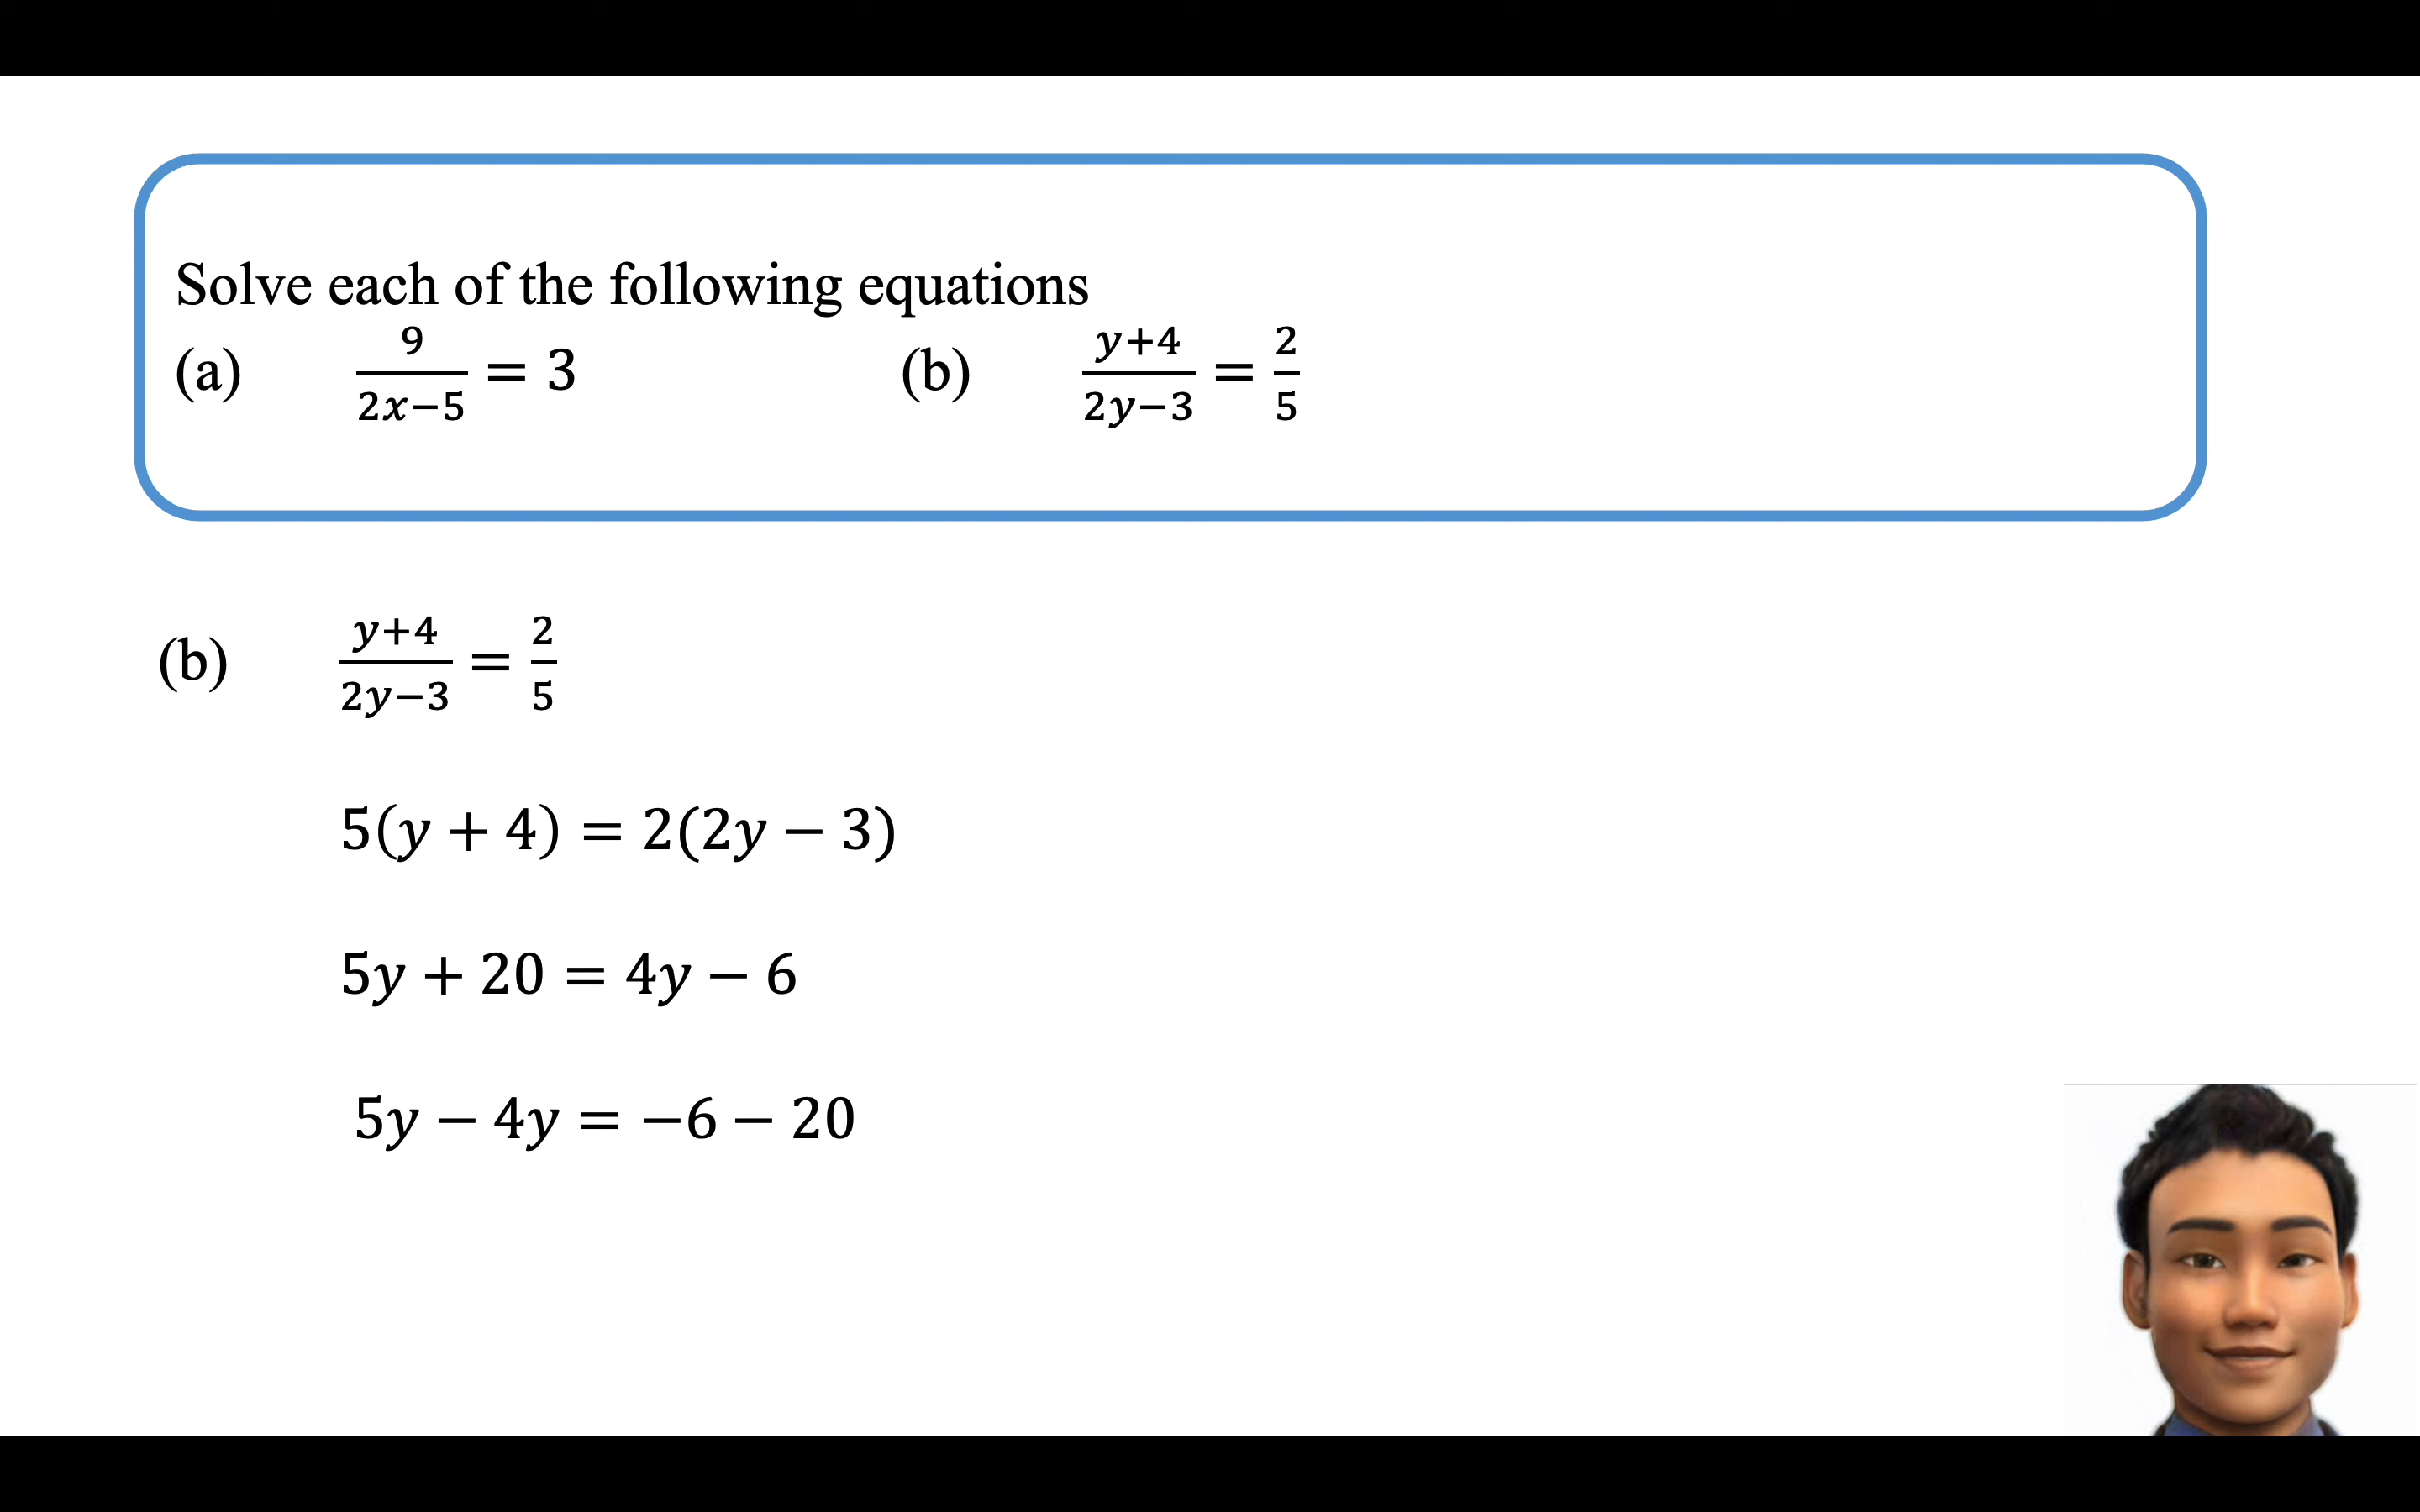 Solve each of the following equations
(a) 9/(2x−5) = 3 (b) (y+4)/(2y−3) = 2/5
(b) (y+4)/(2y−3) = 2/5
5(y + 4) = 2(2y − 3)
5y + 20 = 4y − 6
5y − 4y = −6 − 20